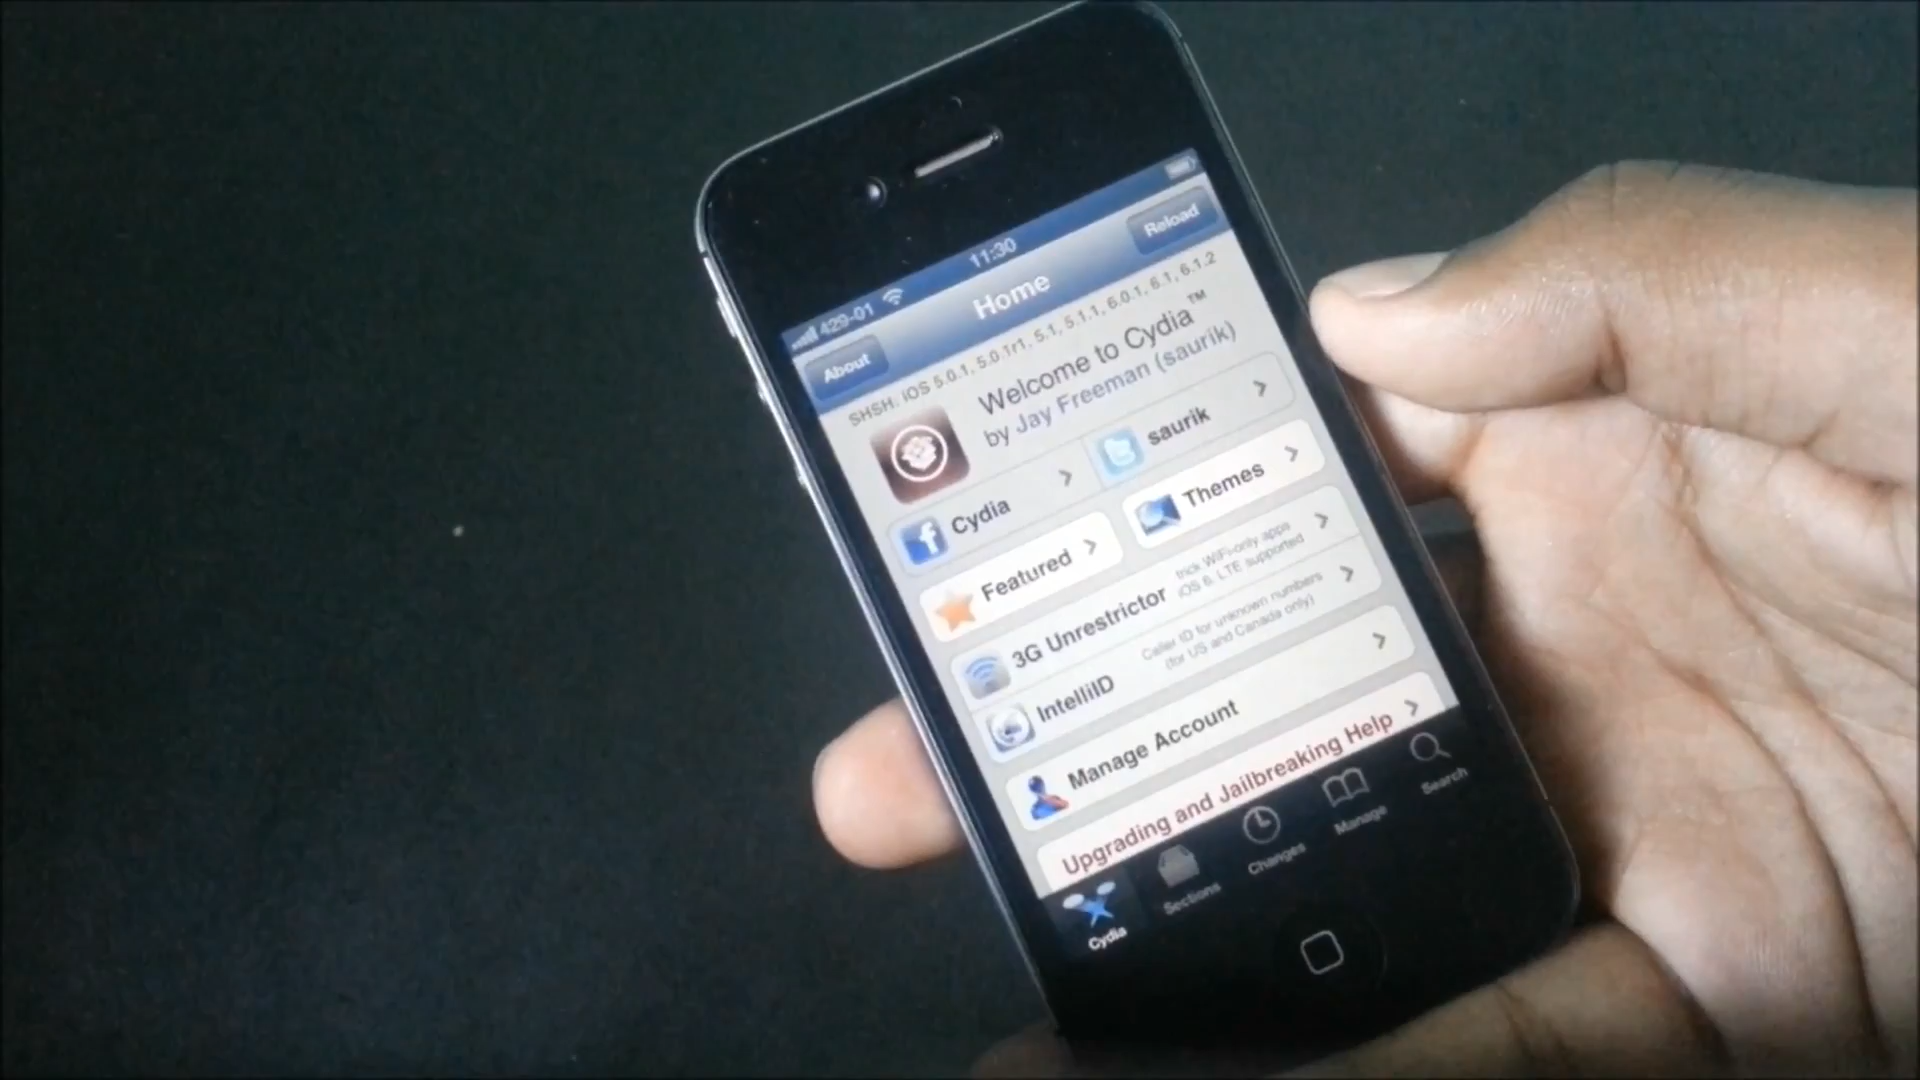 429-01
11:30
About
Home
Reload
SHSH: iOS 5.0.1, 5.0.1r1, 5.1, 5.1.1, 6.0.1, 6.1, 6.1.2
Welcome to Cydia™
by Jay Freeman (saurik)
Cydia
saurik
Featured
Themes
3G Unrestrictor
trick WiFi-only apps
iOS 6, LTE supported
IntelliID
Caller ID for unknown numbers
(for US and Canada only)
Manage Account
Upgrading and Jailbreaking Help
Cydia
Sections
Changes
Manage
Search